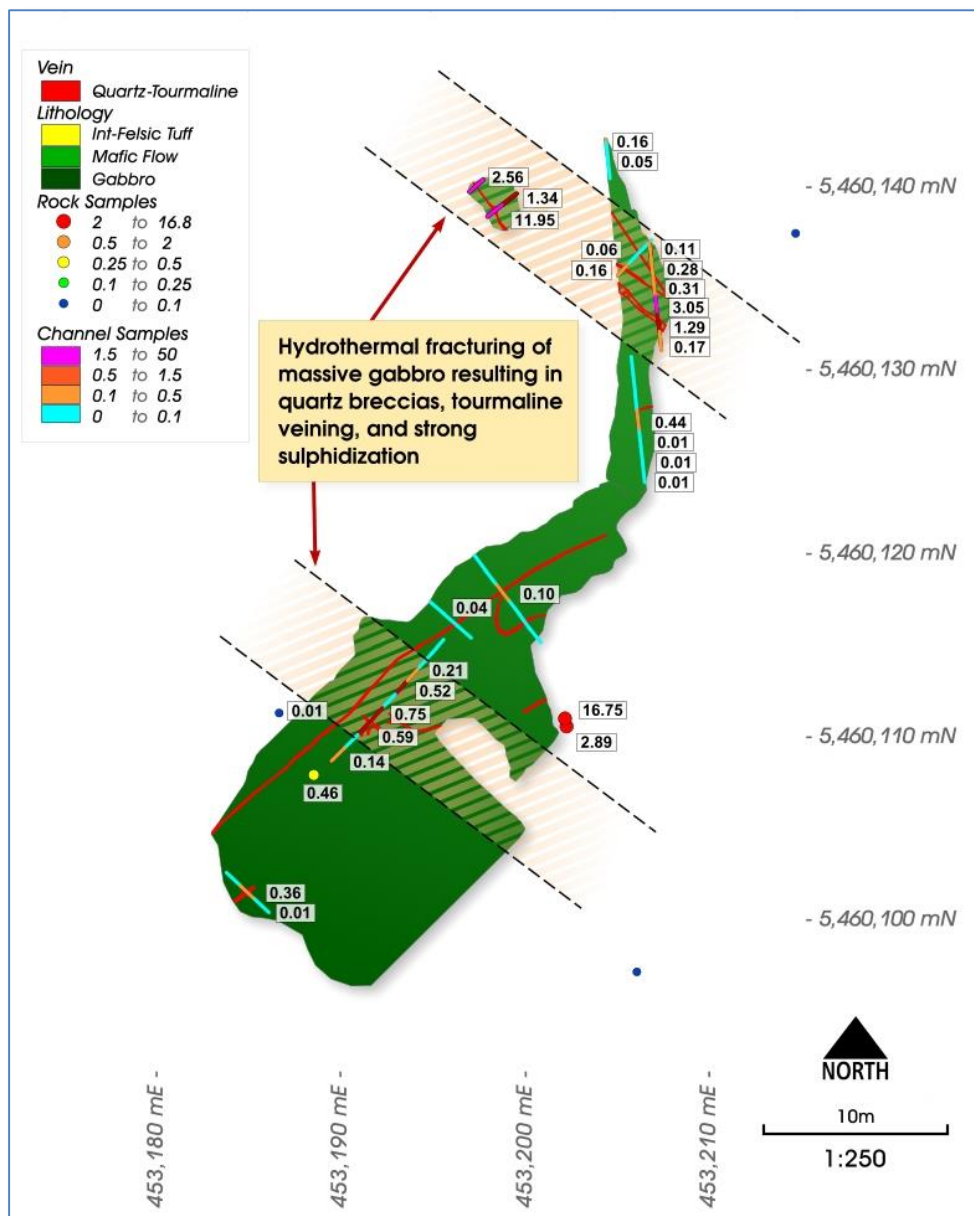 Vein
Quartz-Tourmaline
Lithology
Int-Felsic Tuff
Mafic Flow
Gabbro
Rock Samples
2 to 16.8
0.5 to 2
0.25 to 0.5
0.1 to 0.25
0 to 0.1
Channel Samples
1.5 to 50
0.5 to 1.5
0.1 to 0.5
0 to 0.1
0.16
0.05
2.56
1.34
11.95
- 5,460,140 mN
0.06
0.16
0.11
0.28
0.31
3.05
1.29
0.17
Hydrothermal fracturing of
massive gabbro resulting in
quartz breccias, tourmaline
veining, and strong
sulphidization
- 5,460,130 mN
0.44
0.01
0.01
0.01
- 5,460,120 mN
0.10
0.04
0.21
0.52
0.75
0.59
0.14
0.01
0.46
16.75
2.89
- 5,460,110 mN
0.36
0.01
- 5,460,100 mN
453,180 mE -
453,190 mE -
453,200 mE -
453,210 mE -
NORTH
10m
1:250